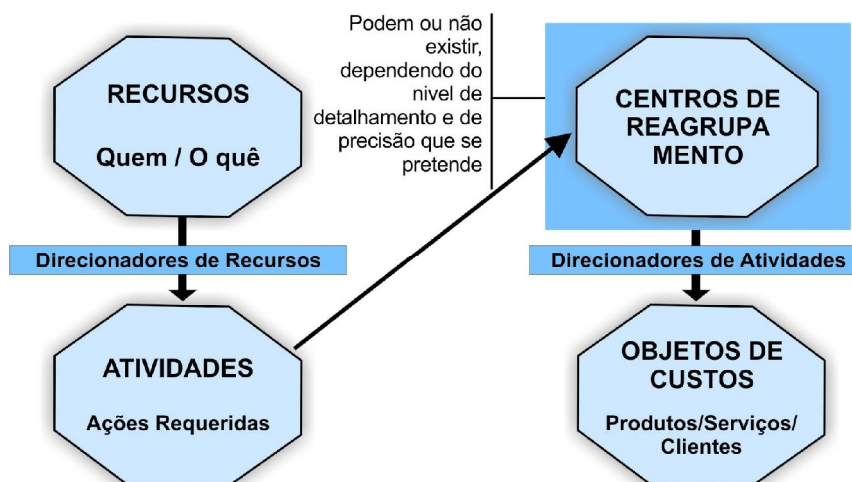 RECURSOS
Quem / O quê
Podem ou não
existir,
dependendo do
nivel de
detalhamento e de
precisão que se
pretende
CENTROS DE
REAGRUPA
MENTO
Direcionadores de Recursos
Direcionadores de Atividades
ATIVIDADES
Ações Requeridas
OBJETOS DE
CUSTOS
Produtos/Serviços/
Clientes